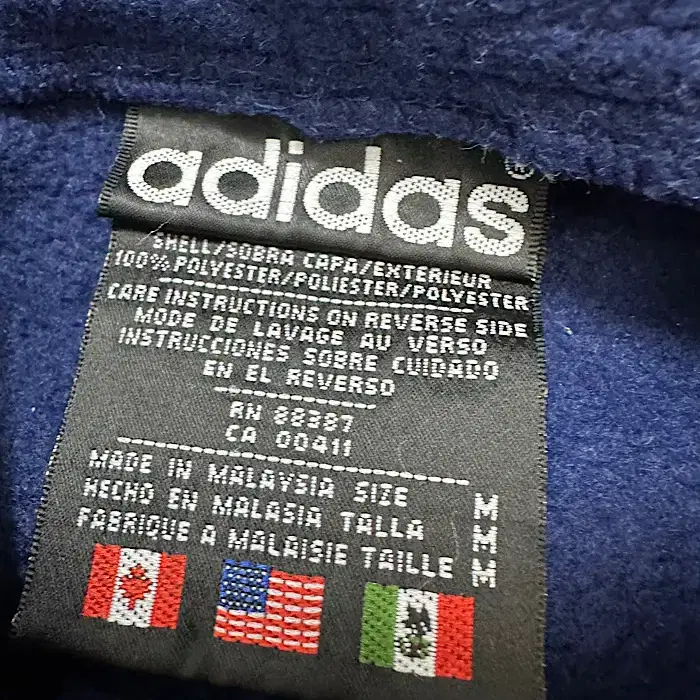 adidas®
SHELL/SOBRA CAPA/EXTERIEUR
100% POLYESTER/POLIESTER/POLYESTER
CARE INSTRUCTIONS ON REVERSE SIDE
MODE DE LAVAGE AU VERSO
INSTRUCCIONES SOBRE CUIDADO
EN EL REVERSO
RN 88387
CA 00411
MADE IN MALAYSIA SIZE M
HECHO EN MALASIA TALLA M
FABRIQUE A MALAISIE TAILLE M